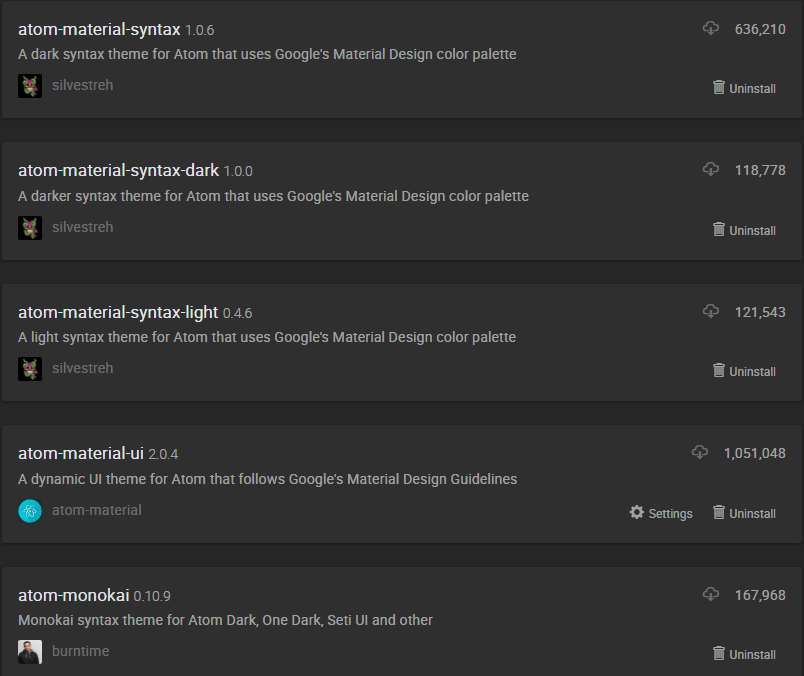 atom-material-syntax 1.0.6 636,210
A dark syntax theme for Atom that uses Google's Material Design color palette
silvestreh Uninstall
atom-material-syntax-dark 1.0.0 118,778
A darker syntax theme for Atom that uses Google's Material Design color palette
silvestreh Uninstall
atom-material-syntax-light 0.4.6 121,543
A light syntax theme for Atom that uses Google's Material Design color palette
silvestreh Uninstall
atom-material-ui 2.0.4 1,051,048
A dynamic UI theme for Atom that follows Google's Material Design Guidelines
atom-material Settings Uninstall
atom-monokai 0.10.9 167,968
Monokai syntax theme for Atom Dark, One Dark, Seti UI and other
burntime Uninstall